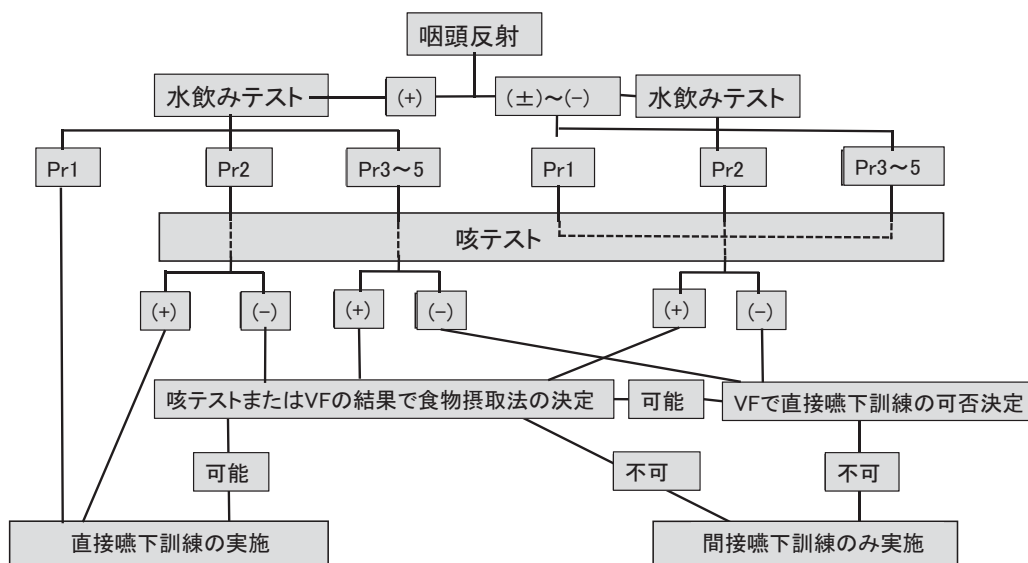 咽頭反射
水飲みテスト
(+)
(±)~(-)
水飲みテスト
Pr1
Pr2
Pr3~5
Pr1
Pr2
Pr3~5
咳テスト
(+)
(-)
(+)
(-)
(+)
(-)
咳テストまたはVFの結果で食物摂取法の決定
可能
VFで直接嚥下訓練の可否決定
可能
不可
不可
直接嚥下訓練の実施
間接嚥下訓練のみ実施